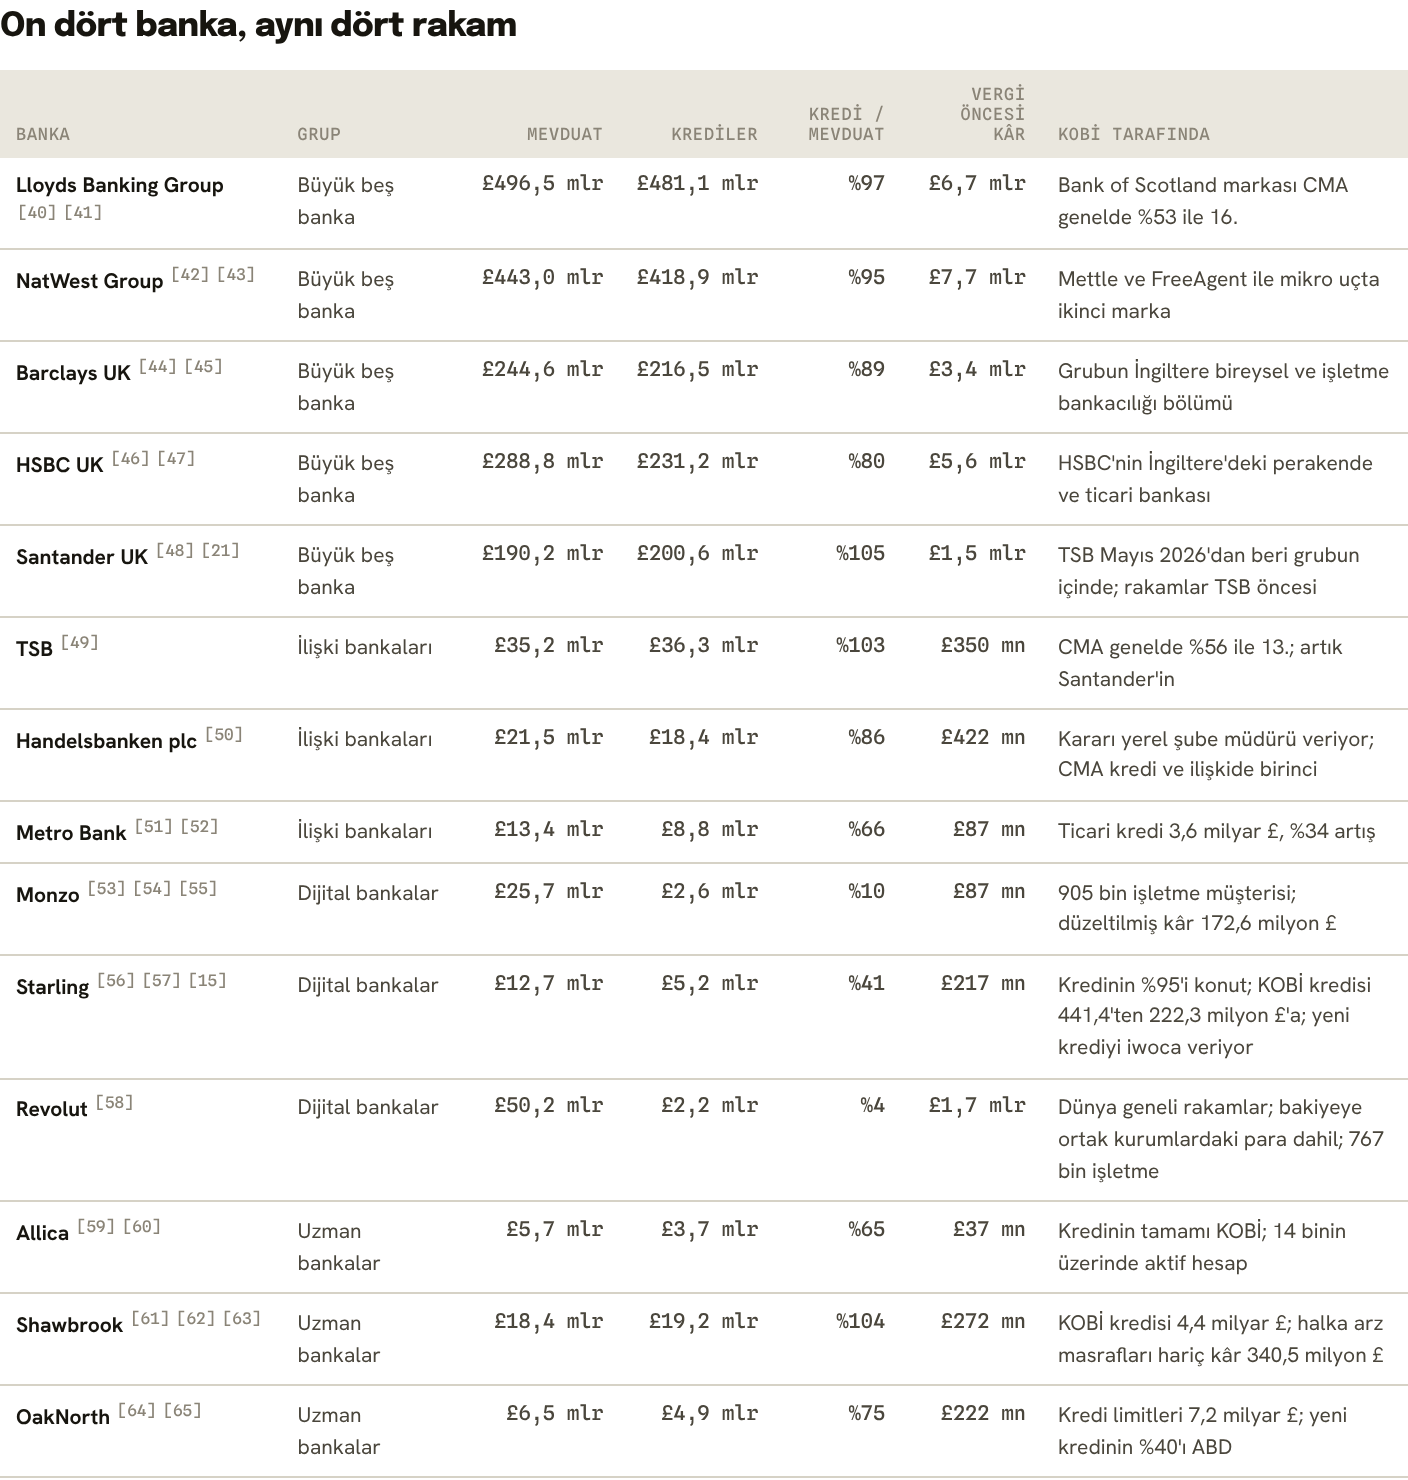 On dört banka, aynı dört rakam
BANKA GRUP MEVDUAT KREDİLER KREDİ / MEVDUAT VERGİ ÖNCESİ KÂR KOBİ TARAFINDA
Lloyds Banking Group [40] [41] Büyük beş banka £496,5 mlr £481,1 mlr %97 £6,7 mlr Bank of Scotland markası CMA genelde %53 ile 16.
NatWest Group [42] [43] Büyük beş banka £443,0 mlr £418,9 mlr %95 £7,7 mlr Mettle ve FreeAgent ile mikro uçta ikinci marka
Barclays UK [44] [45] Büyük beş banka £244,6 mlr £216,5 mlr %89 £3,4 mlr Grubun İngiltere bireysel ve işletme bankacılığı bölümü
HSBC UK [46] [47] Büyük beş banka £288,8 mlr £231,2 mlr %80 £5,6 mlr HSBC'nin İngiltere'deki perakende ve ticari bankası
Santander UK [48] [21] Büyük beş banka £190,2 mlr £200,6 mlr %105 £1,5 mlr TSB Mayıs 2026'dan beri grubun içinde; rakamlar TSB öncesi
TSB [49] İlişki bankaları £35,2 mlr £36,3 mlr %103 £350 mn CMA genelde %56 ile 13.; artık Santander'in
Handelsbanken plc [50] İlişki bankaları £21,5 mlr £18,4 mlr %86 £422 mn Kararı yerel şube müdürü veriyor; CMA kredi ve ilişkide birinci
Metro Bank [51] [52] İlişki bankaları £13,4 mlr £8,8 mlr %66 £87 mn Ticari kredi 3,6 milyar £, %34 artış
Monzo [53] [54] [55] Dijital bankalar £25,7 mlr £2,6 mlr %10 £87 mn 905 bin işletme müşterisi; düzeltilmiş kâr 172,6 milyon £
Starling [56] [57] [15] Dijital bankalar £12,7 mlr £5,2 mlr %41 £217 mn Kredinin %95'i konut; KOBİ kredisi 441,4'ten 222,3 milyon £'a; yeni krediyi iwoca veriyor
Revolut [58] Dijital bankalar £50,2 mlr £2,2 mlr %4 £1,7 mlr Dünya geneli rakamlar; bakiyeye ortak kurumlardaki para dahil; 767 bin işletme
Allica [59] [60] Uzman bankalar £5,7 mlr £3,7 mlr %65 £37 mn Kredinin tamamı KOBİ; 14 binin üzerinde aktif hesap
Shawbrook [61] [62] [63] Uzman bankalar £18,4 mlr £19,2 mlr %104 £272 mn KOBİ kredisi 4,4 milyar £; halka arz masrafları hariç kâr 340,5 milyon £
OakNorth [64] [65] Uzman bankalar £6,5 mlr £4,9 mlr %75 £222 mn Kredi limitleri 7,2 milyar £; yeni kredinin %40'ı ABD